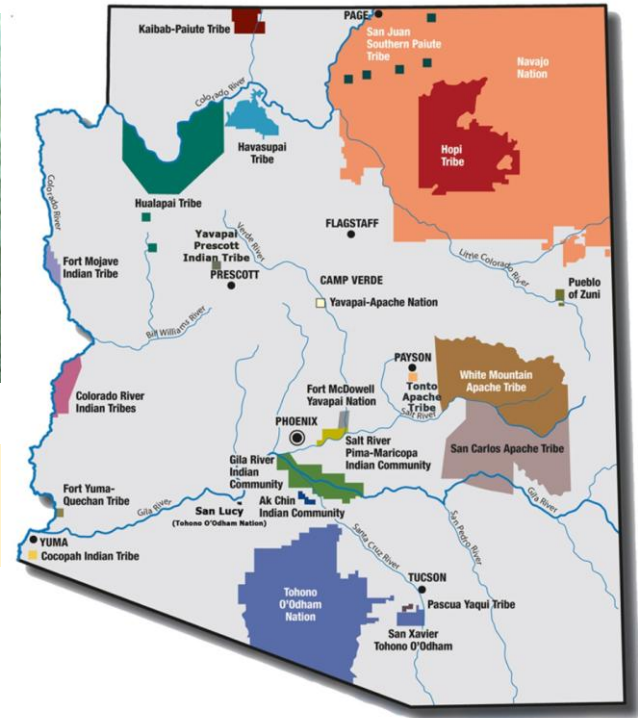 PAGE
Kaibab-Paiute Tribe
San Juan
Southern Paiute
Tribe
Navajo
Nation
Colorado River
Havasupai
Tribe
Hopi
Tribe
Hualapai Tribe
Colorado River
FLAGSTAFF
Verde River
Yavapai
Prescott
Indian Tribe
PRESCOTT
Fort Mojave
Indian Tribe
Little Colorado River
CAMP VERDE
Yavapai-Apache Nation
Pueblo
of Zuni
Bill Williams River
PAYSON
Tonto
Apache
Tribe
White Mountain
Apache Tribe
Colorado River
Indian Tribes
Fort McDowell
Yavapai Nation
Salt River
PHOENIX
Salt River
Pima-Maricopa
Indian Community
San Carlos Apache Tribe
Gila River
Indian
Community
Fort Yuma-
Quechan Tribe
Gila River
San Lucy
(Tohono O'Odham Nation)
Ak Chin
Indian Community
Gila River
YUMA
Cocopah Indian Tribe
Santa Cruz River
San Pedro River
TUCSON
Tohono
O'Odham
Nation
Pascua Yaqui Tribe
San Xavier
Tohono O'Odham